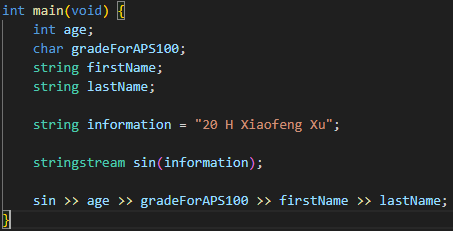 int main(void) {
    int age;
    char gradeForAPS100;
    string firstName;
    string lastName;
    string information = "20 H Xiaofeng Xu";
    stringstream sin(information);
    sin >> age >> gradeForAPS100 >> firstName >> lastName;
}